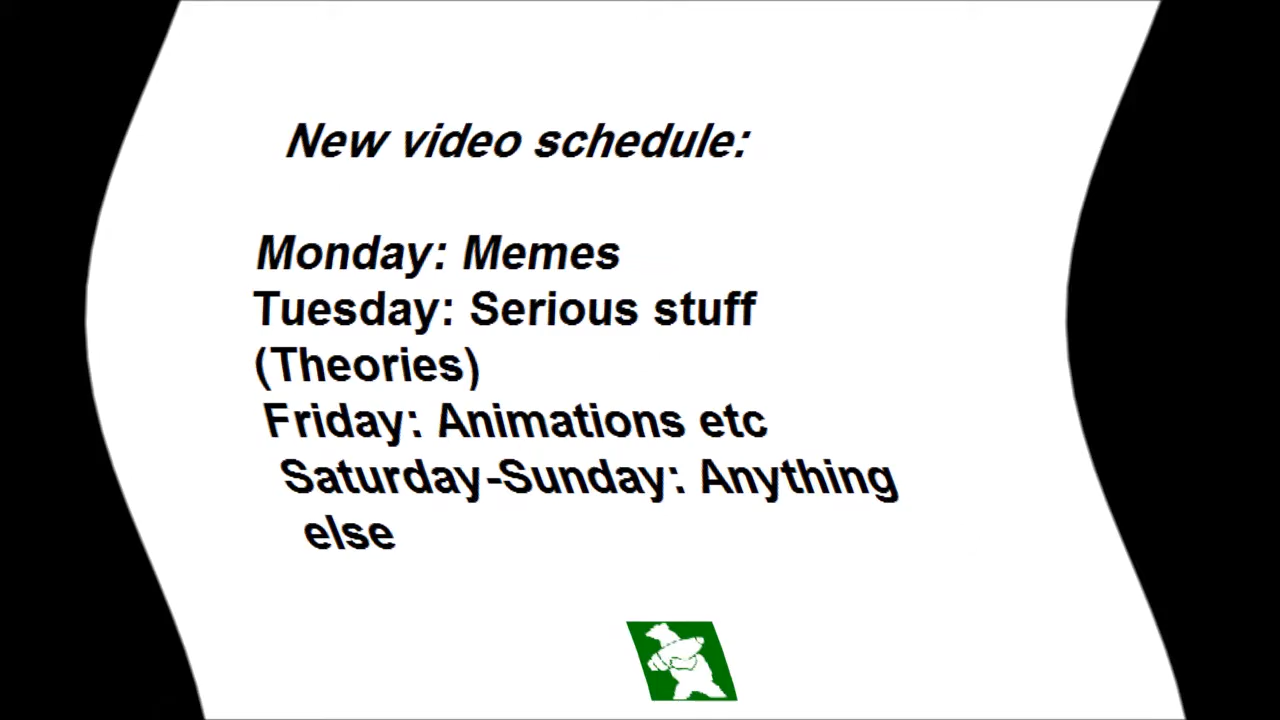 New video schedule:
Monday: Memes
Tuesday: Serious stuff
(Theories)
Friday: Animations etc
Saturday-Sunday: Anything
else